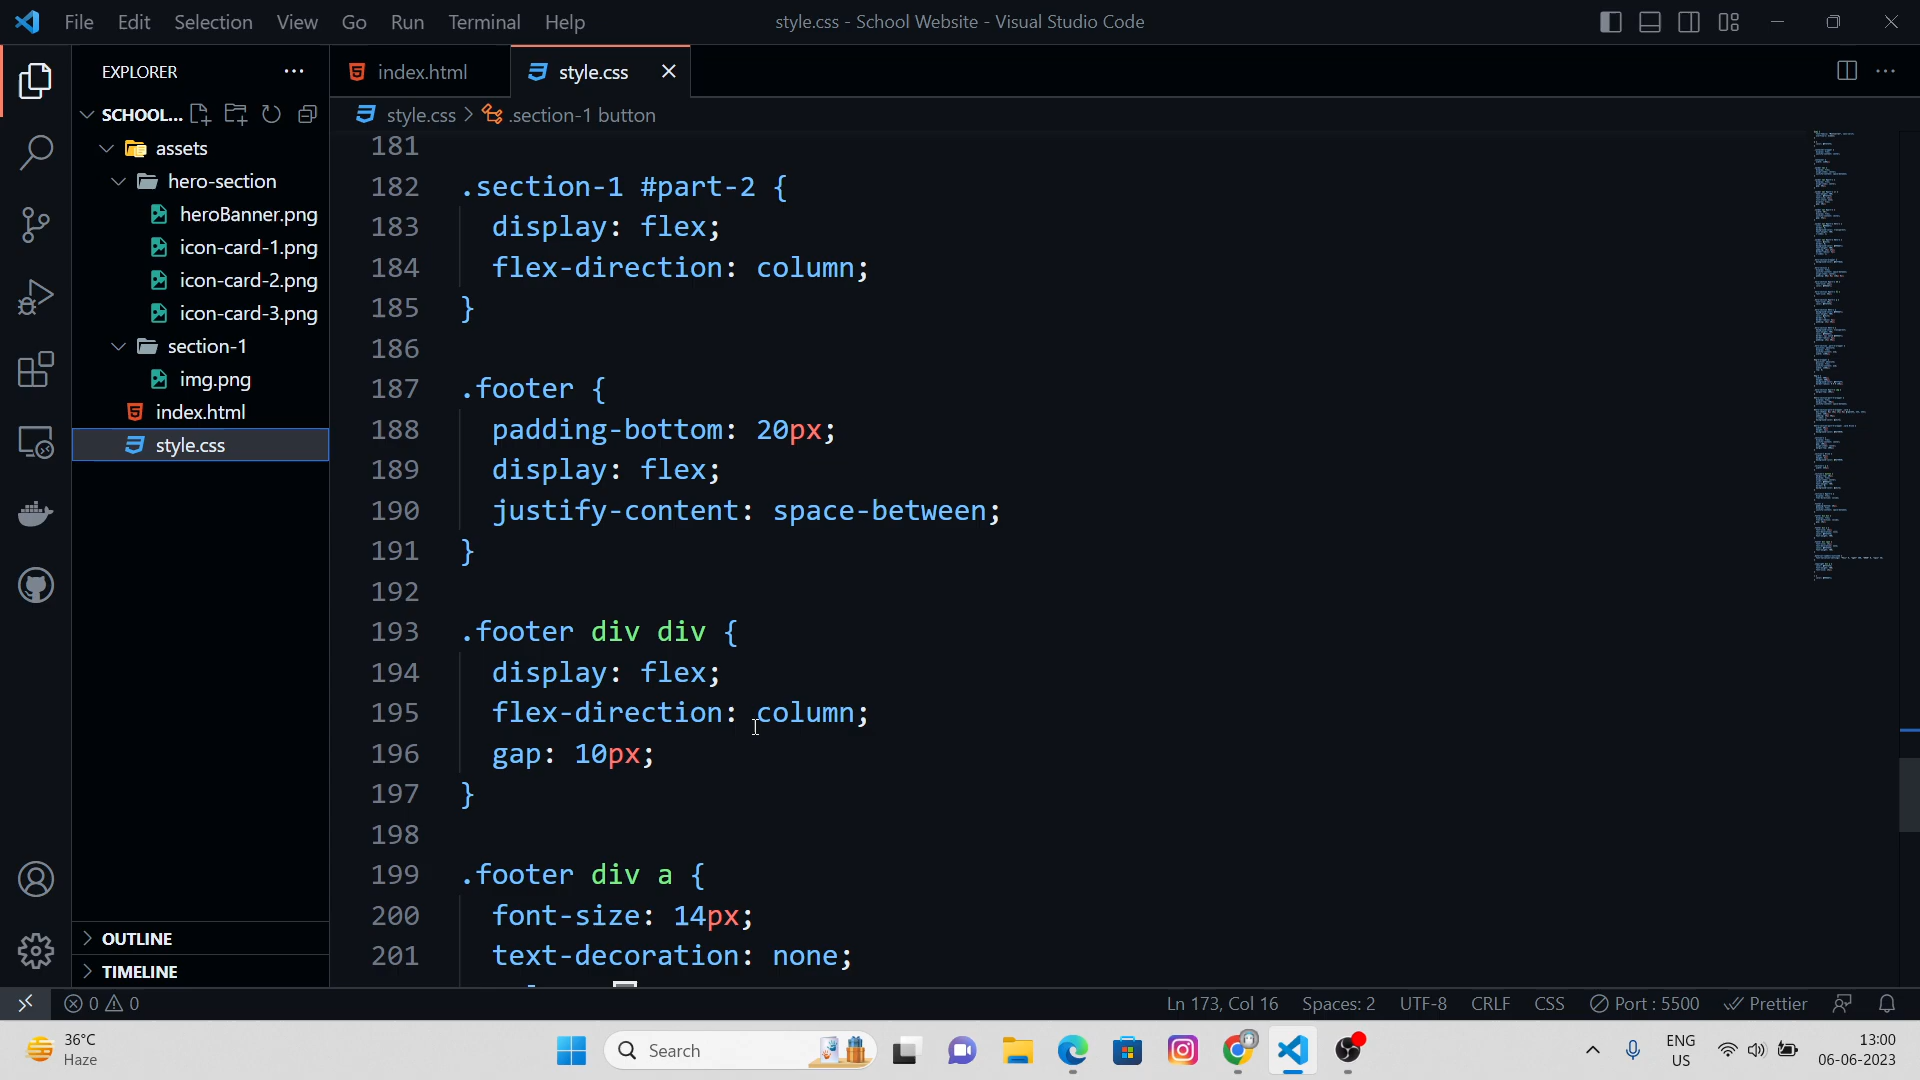 File Edit Selection View Go Run Terminal Help
style.css - School Website - Visual Studio Code
EXPLORER
SCHOOL...
assets
hero-section
heroBanner.png
icon-card-1.png
icon-card-2.png
icon-card-3.png
section-1
img.png
index.html
style.css
OUTLINE
TIMELINE
index.html style.css
style.css > .section-1 button
181
182 .section-1 #part-2 {
183 display: flex;
184 flex-direction: column;
185 }
186
187 .footer {
188 padding-bottom: 20px;
189 display: flex;
190 justify-content: space-between;
191 }
192
193 .footer div div {
194 display: flex;
195 flex-direction: column;
196 gap: 10px;
197 }
198
199 .footer div a {
200 font-size: 14px;
201 text-decoration: none;
0 0 Ln 173, Col 16 Spaces: 2 UTF-8 CRLF CSS Port : 5500 Prettier
36°C
Haze
Search
ENG
US
13:00
06-06-2023